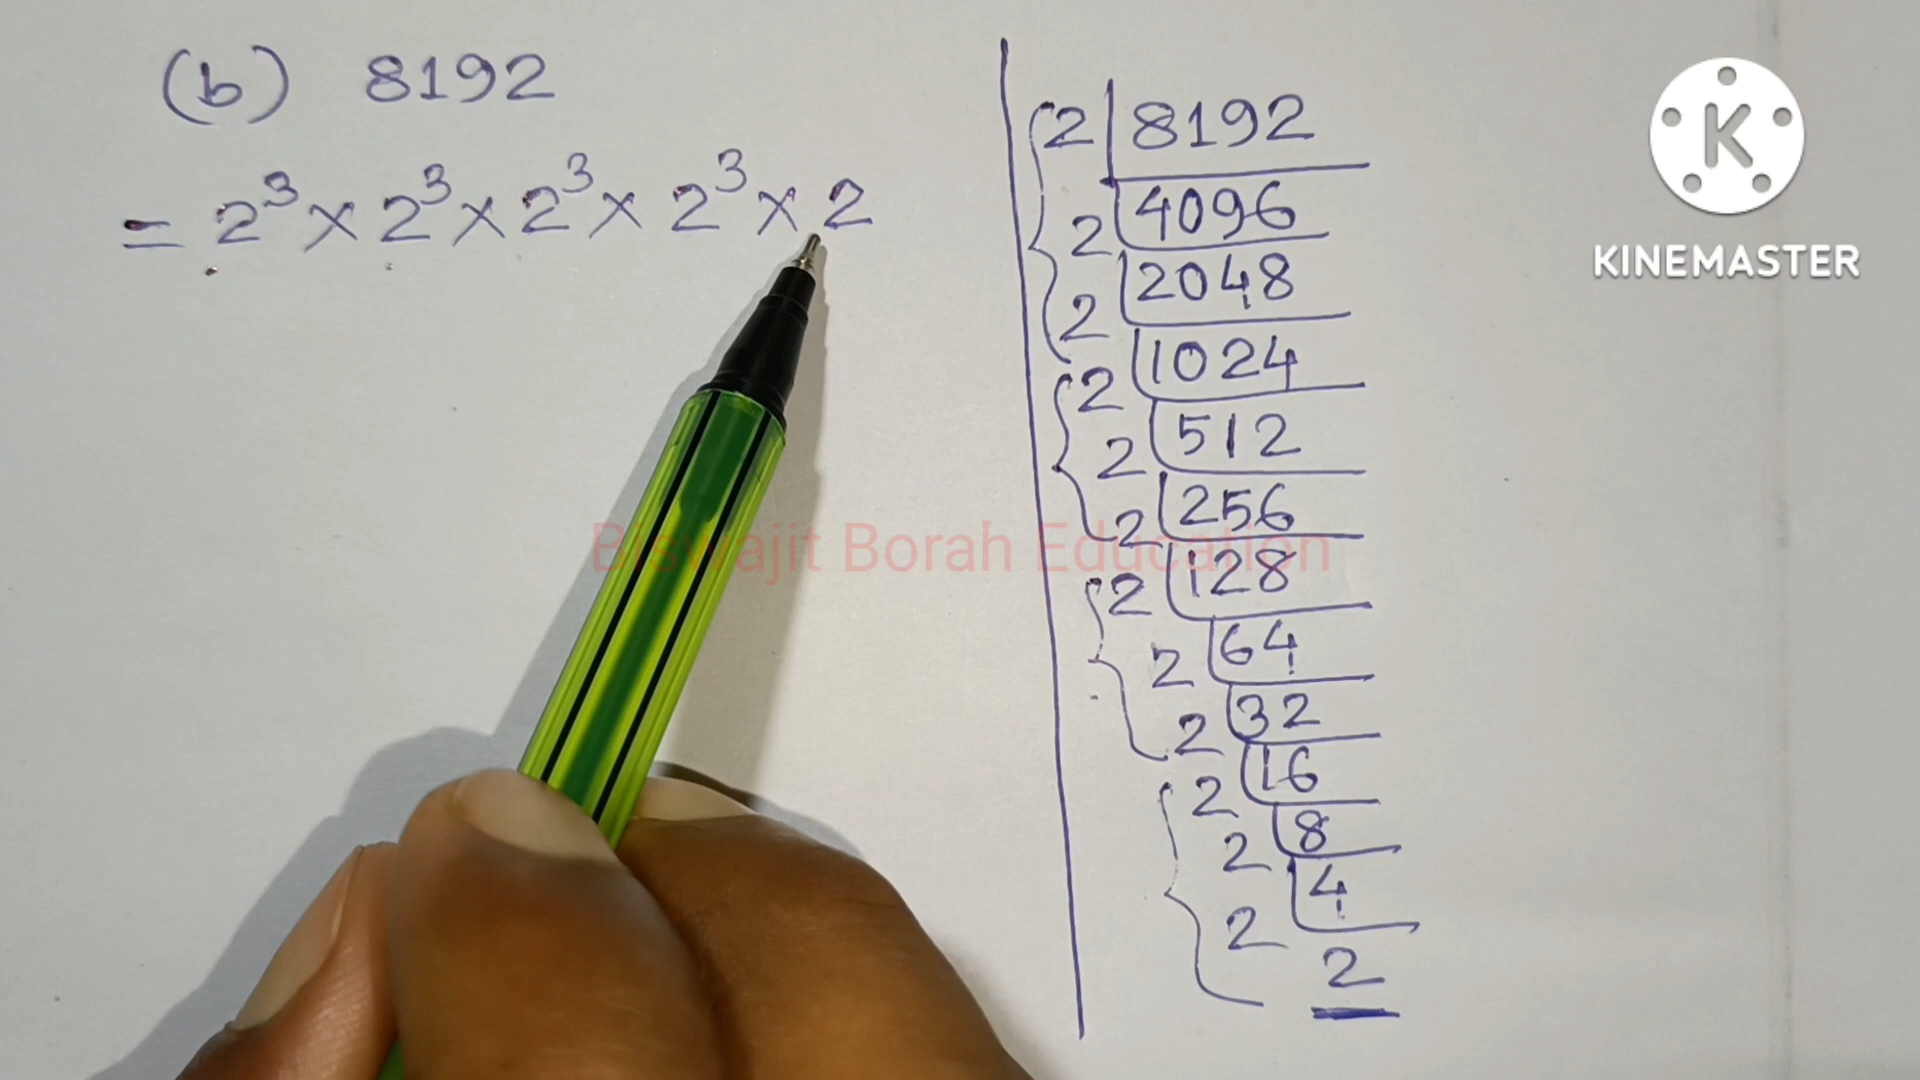 (b) 8192
= 2³ × 2³ × 2³ × 2³ × 2
2 | 8192
2 | 4096
2 | 2048
2 | 1024
2 | 512
2 | 256
2 | 128
2 | 64
2 | 32
2 | 16
2 | 8
2 | 4
2
K
KINEMASTER
Biswajit Borah Education